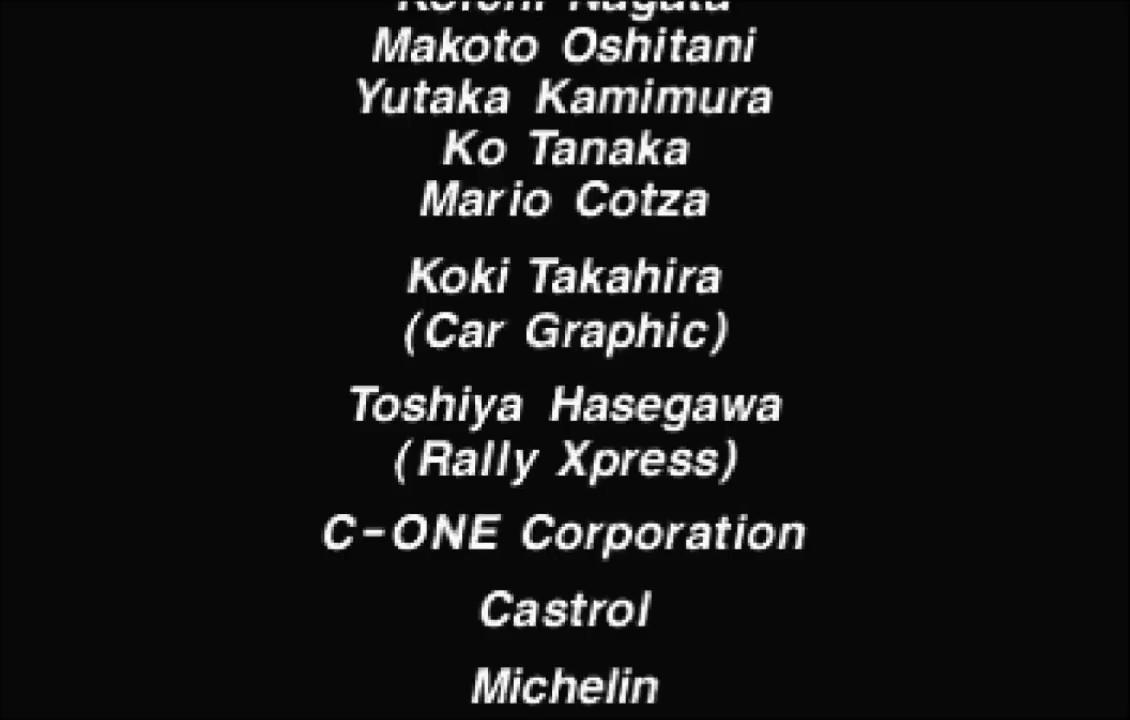 Makoto Oshitani
Yutaka Kamimura
Ko Tanaka
Mario Cotza
Koki Takahira
(Car Graphic)
Toshiya Hasegawa
(Rally Xpress)
C-ONE Corporation
Castrol
Michelin